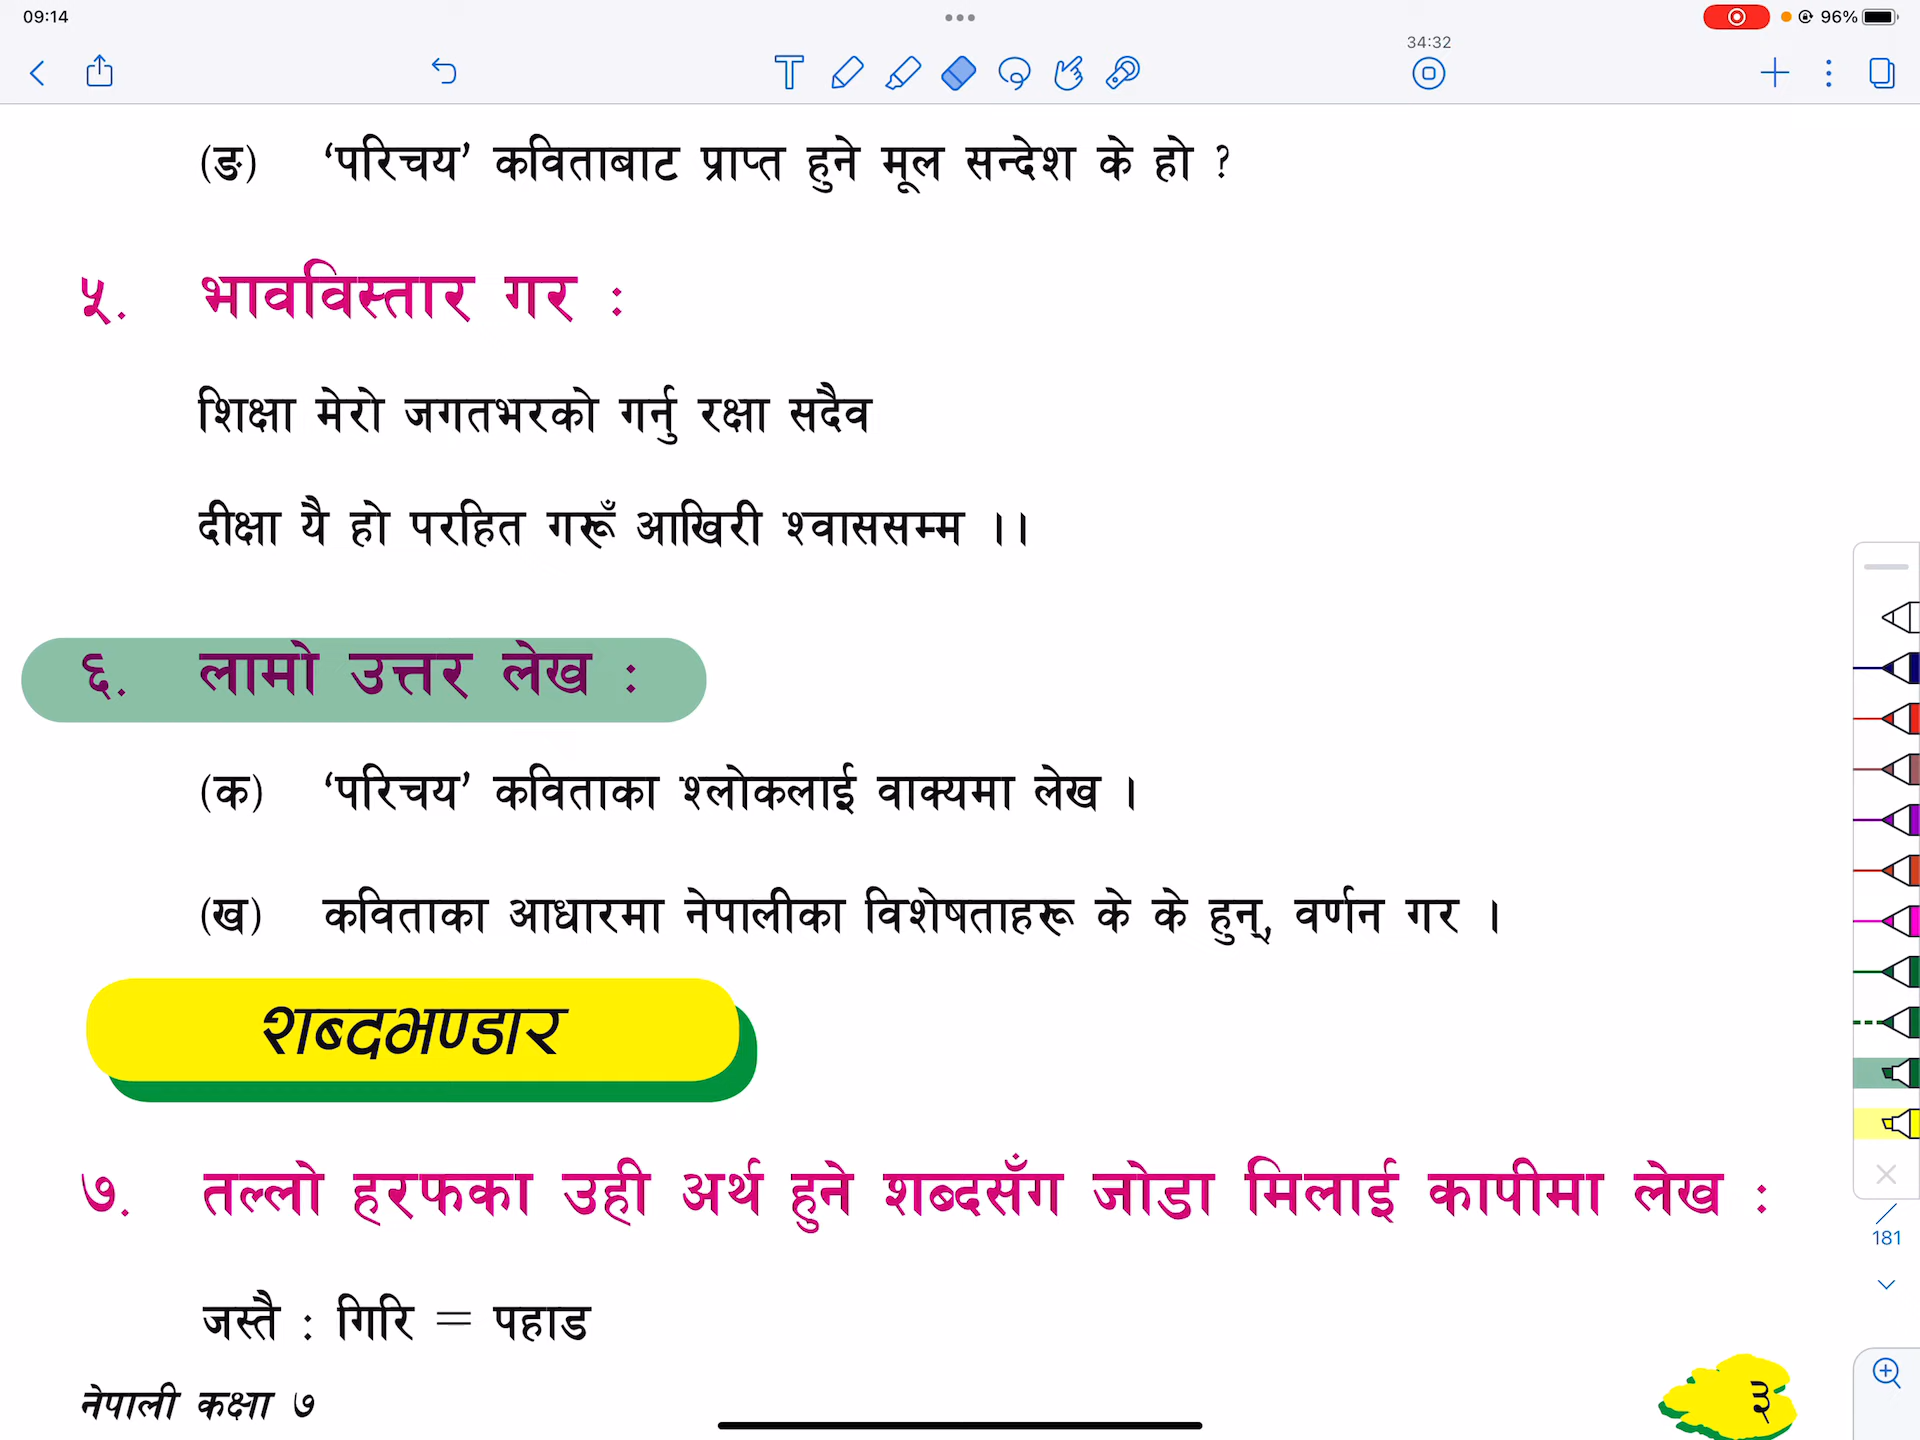 09:14
96%
34:32
(ङ) ‘परिचय’ कविताबाट प्राप्त हुने मूल सन्देश के हो ?
५. भावविस्तार गर :
शिक्षा मेरो जगतभरको गर्नु रक्षा सदैव
दीक्षा यै हो परहित गरूँ आखिरी श्वाससम्म ।।
६. लामो उत्तर लेख :
(क) ‘परिचय’ कविताका श्लोकलाई वाक्यमा लेख ।
(ख) कविताका आधारमा नेपालीका विशेषताहरू के के हुन्, वर्णन गर ।
शब्दभण्डार
७. तल्लो हरफका उही अर्थ हुने शब्दसँग जोडा मिलाई कापीमा लेख :
181
जस्तै : गिरि = पहाड
नेपाली कक्षा ७
३